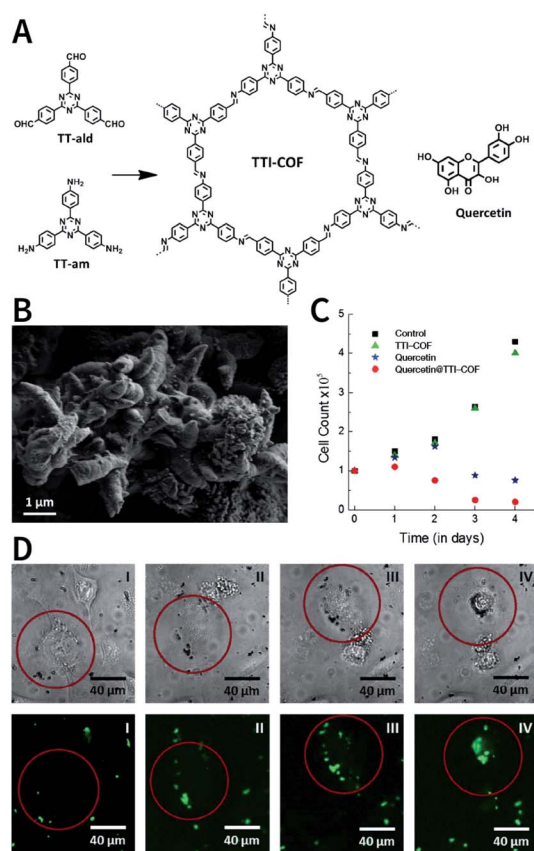 A
CHO
OHC
CHO
TT-ald
NH₂
H₂N
NH₂
TT-am
TTI-COF
HO
OH
OH
OH
O
O
OH
Quercetin
B
1 µm
C
Control
TTI-COF
Quercetin
Quercetin@TTI-COF
Cell Count x10⁵
5
4
3
2
1
0
0 1 2 3 4
Time (in days)
D
I II III IV
40 µm 40 µm 40 µm 40 µm
I II III IV
40 µm 40 µm 40 µm 40 µm